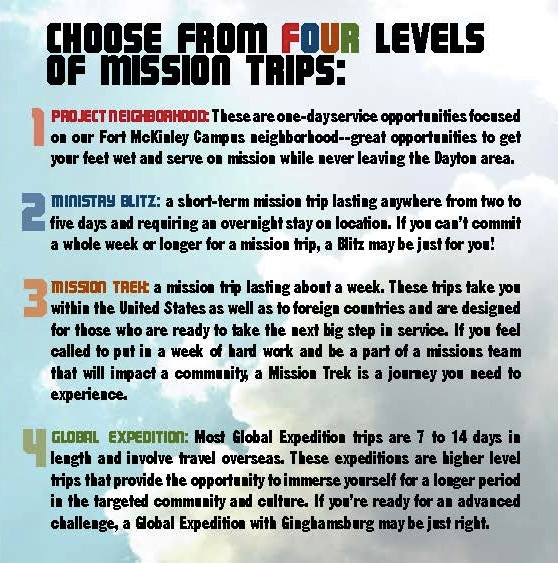 CHOOSE FROM FOUR LEVELS
OF MISSION TRIPS:
1 PROJECT NEIGHBORHOOD: These are one-day service opportunities focused
on our Fort McKinley Campus neighborhood--great opportunities to get
your feet wet and serve on mission while never leaving the Dayton area.
2 MINISTRY BLITZ: a short-term mission trip lasting anywhere from two to
five days and requiring an overnight stay on location. If you can't commit
a whole week or longer for a mission trip, a Blitz may be just for you!
3 MISSION TREK: a mission trip lasting about a week. These trips take you
within the United States as well as to foreign countries and are designed
for those who are ready to take the next big step in service. If you feel
called to put in a week of hard work and be a part of a missions team
that will impact a community, a Mission Trek is a journey you need to
experience.
4 GLOBAL EXPEDITION: Most Global Expedition trips are 7 to 14 days in
length and involve travel overseas. These expeditions are higher level
trips that provide the opportunity to immerse yourself for a longer period
in the targeted community and culture. If you're ready for an advanced
challenge, a Global Expedition with Ginghamsburg may be just right.